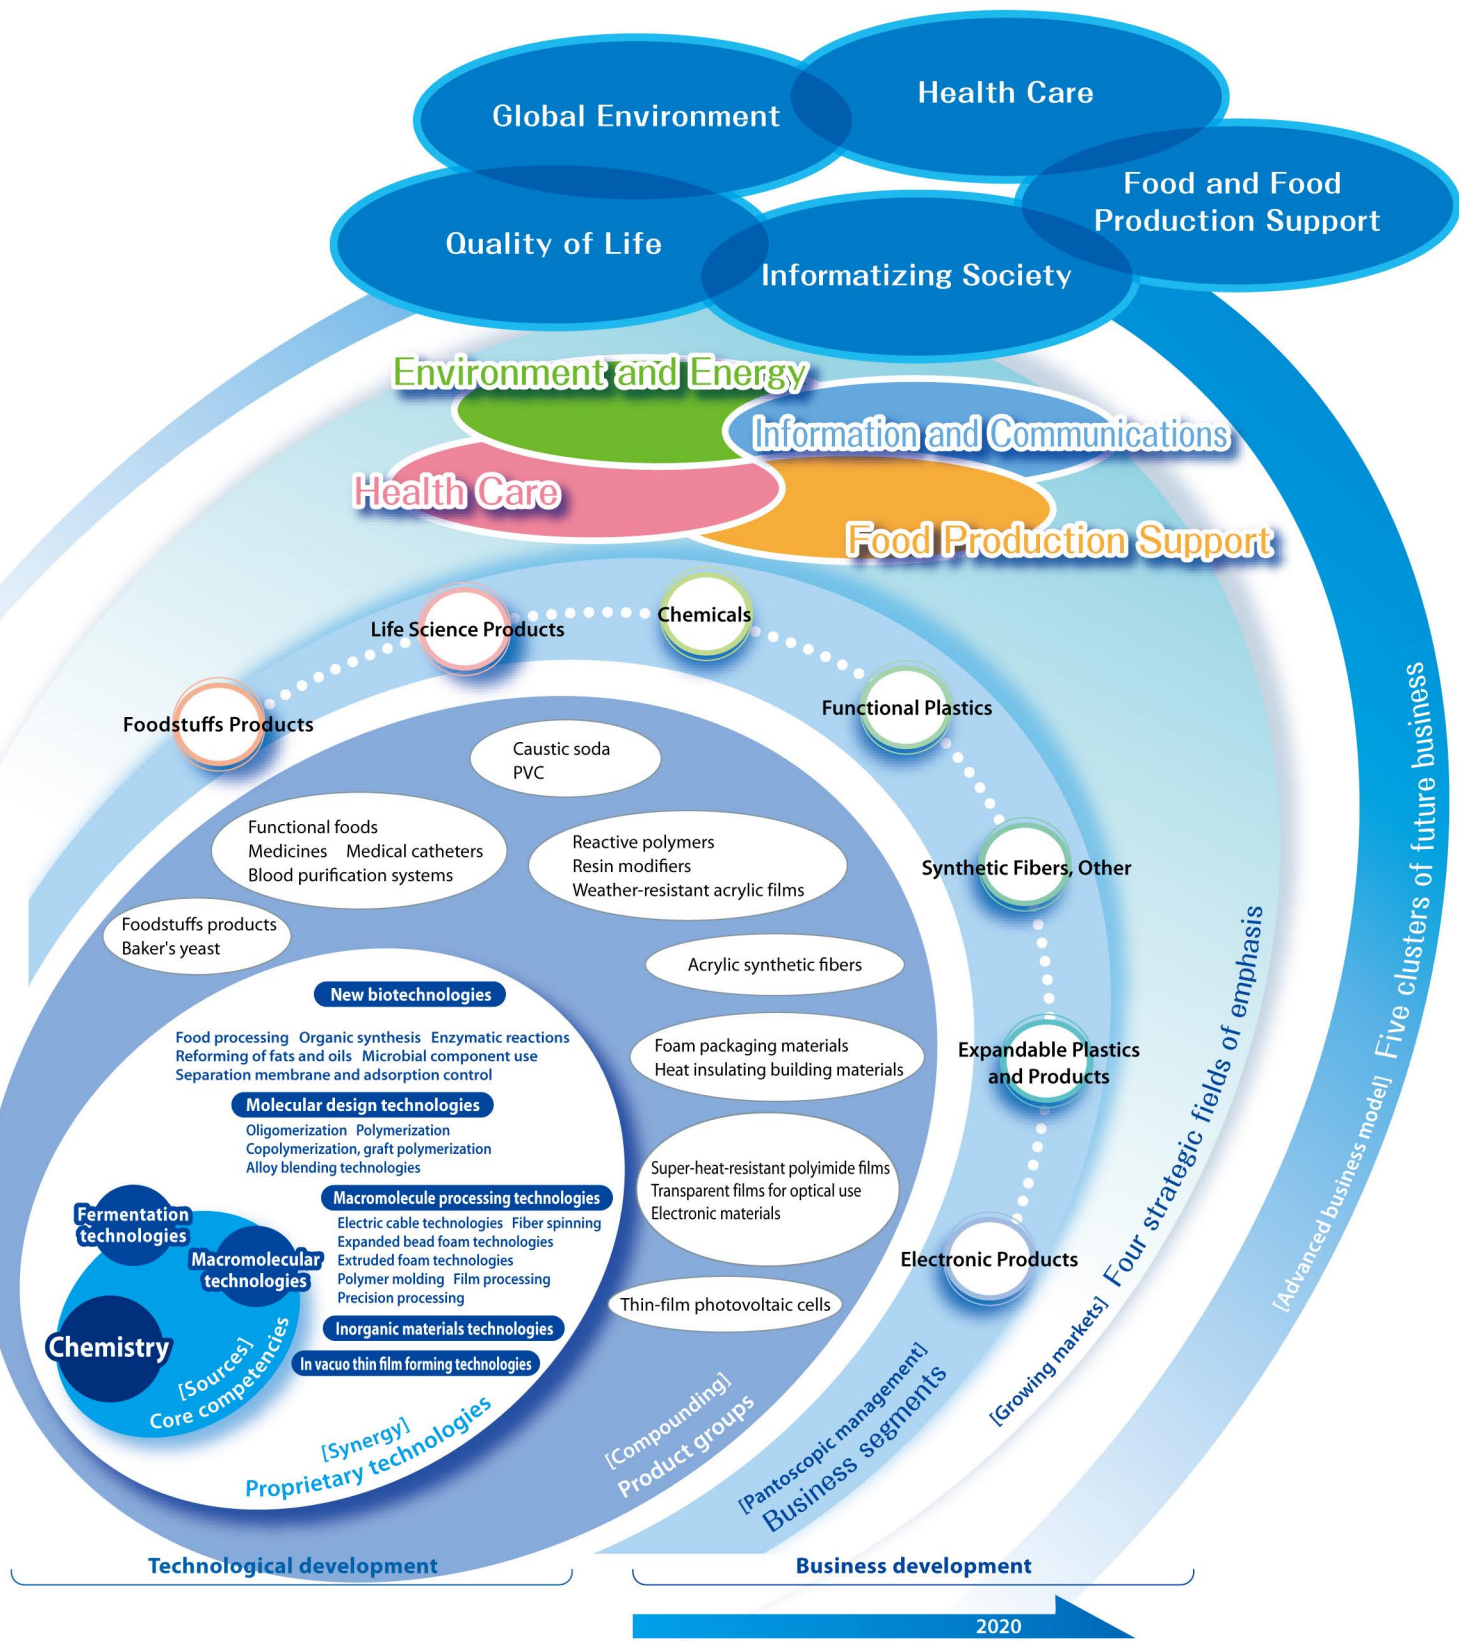 Health Care
Global Environment
Food and Food
Production Support
Quality of Life
Informatizing Society
Environment and Energy
Information and Communications
Health Care
Food Production Support
Chemicals
Life Science Products
Functional Plastics
Foodstuffs Products
Synthetic Fibers, Other
Expandable Plastics
and Products
Electronic Products
Caustic soda
PVC
Functional foods
Medicines Medical catheters
Blood purification systems
Reactive polymers
Resin modifiers
Weather-resistant acrylic films
Foodstuffs products
Baker's yeast
Acrylic synthetic fibers
Foam packaging materials
Heat insulating building materials
Super-heat-resistant polyimide films
Transparent films for optical use
Electronic materials
Thin-film photovoltaic cells
New biotechnologies
Food processing Organic synthesis Enzymatic reactions
Reforming of fats and oils Microbial component use
Separation membrane and adsorption control
Molecular design technologies
Oligomerization Polymerization
Copolymerization, graft polymerization
Alloy blending technologies
Macromolecule processing technologies
Electric cable technologies Fiber spinning
Expanded bead foam technologies
Extruded foam technologies
Polymer molding Film processing
Precision processing
Inorganic materials technologies
In vacuo thin film forming technologies
Fermentation
technologies
Macromolecular
technologies
Chemistry
[Sources]
Core competencies
[Synergy]
Proprietary technologies
[Compounding]
Product groups
[Pantoscopic management]
Business segments
[Growing markets] Four strategic fields of emphasis
[Advanced business model] Five clusters of future business
Technological development
Business development
2020